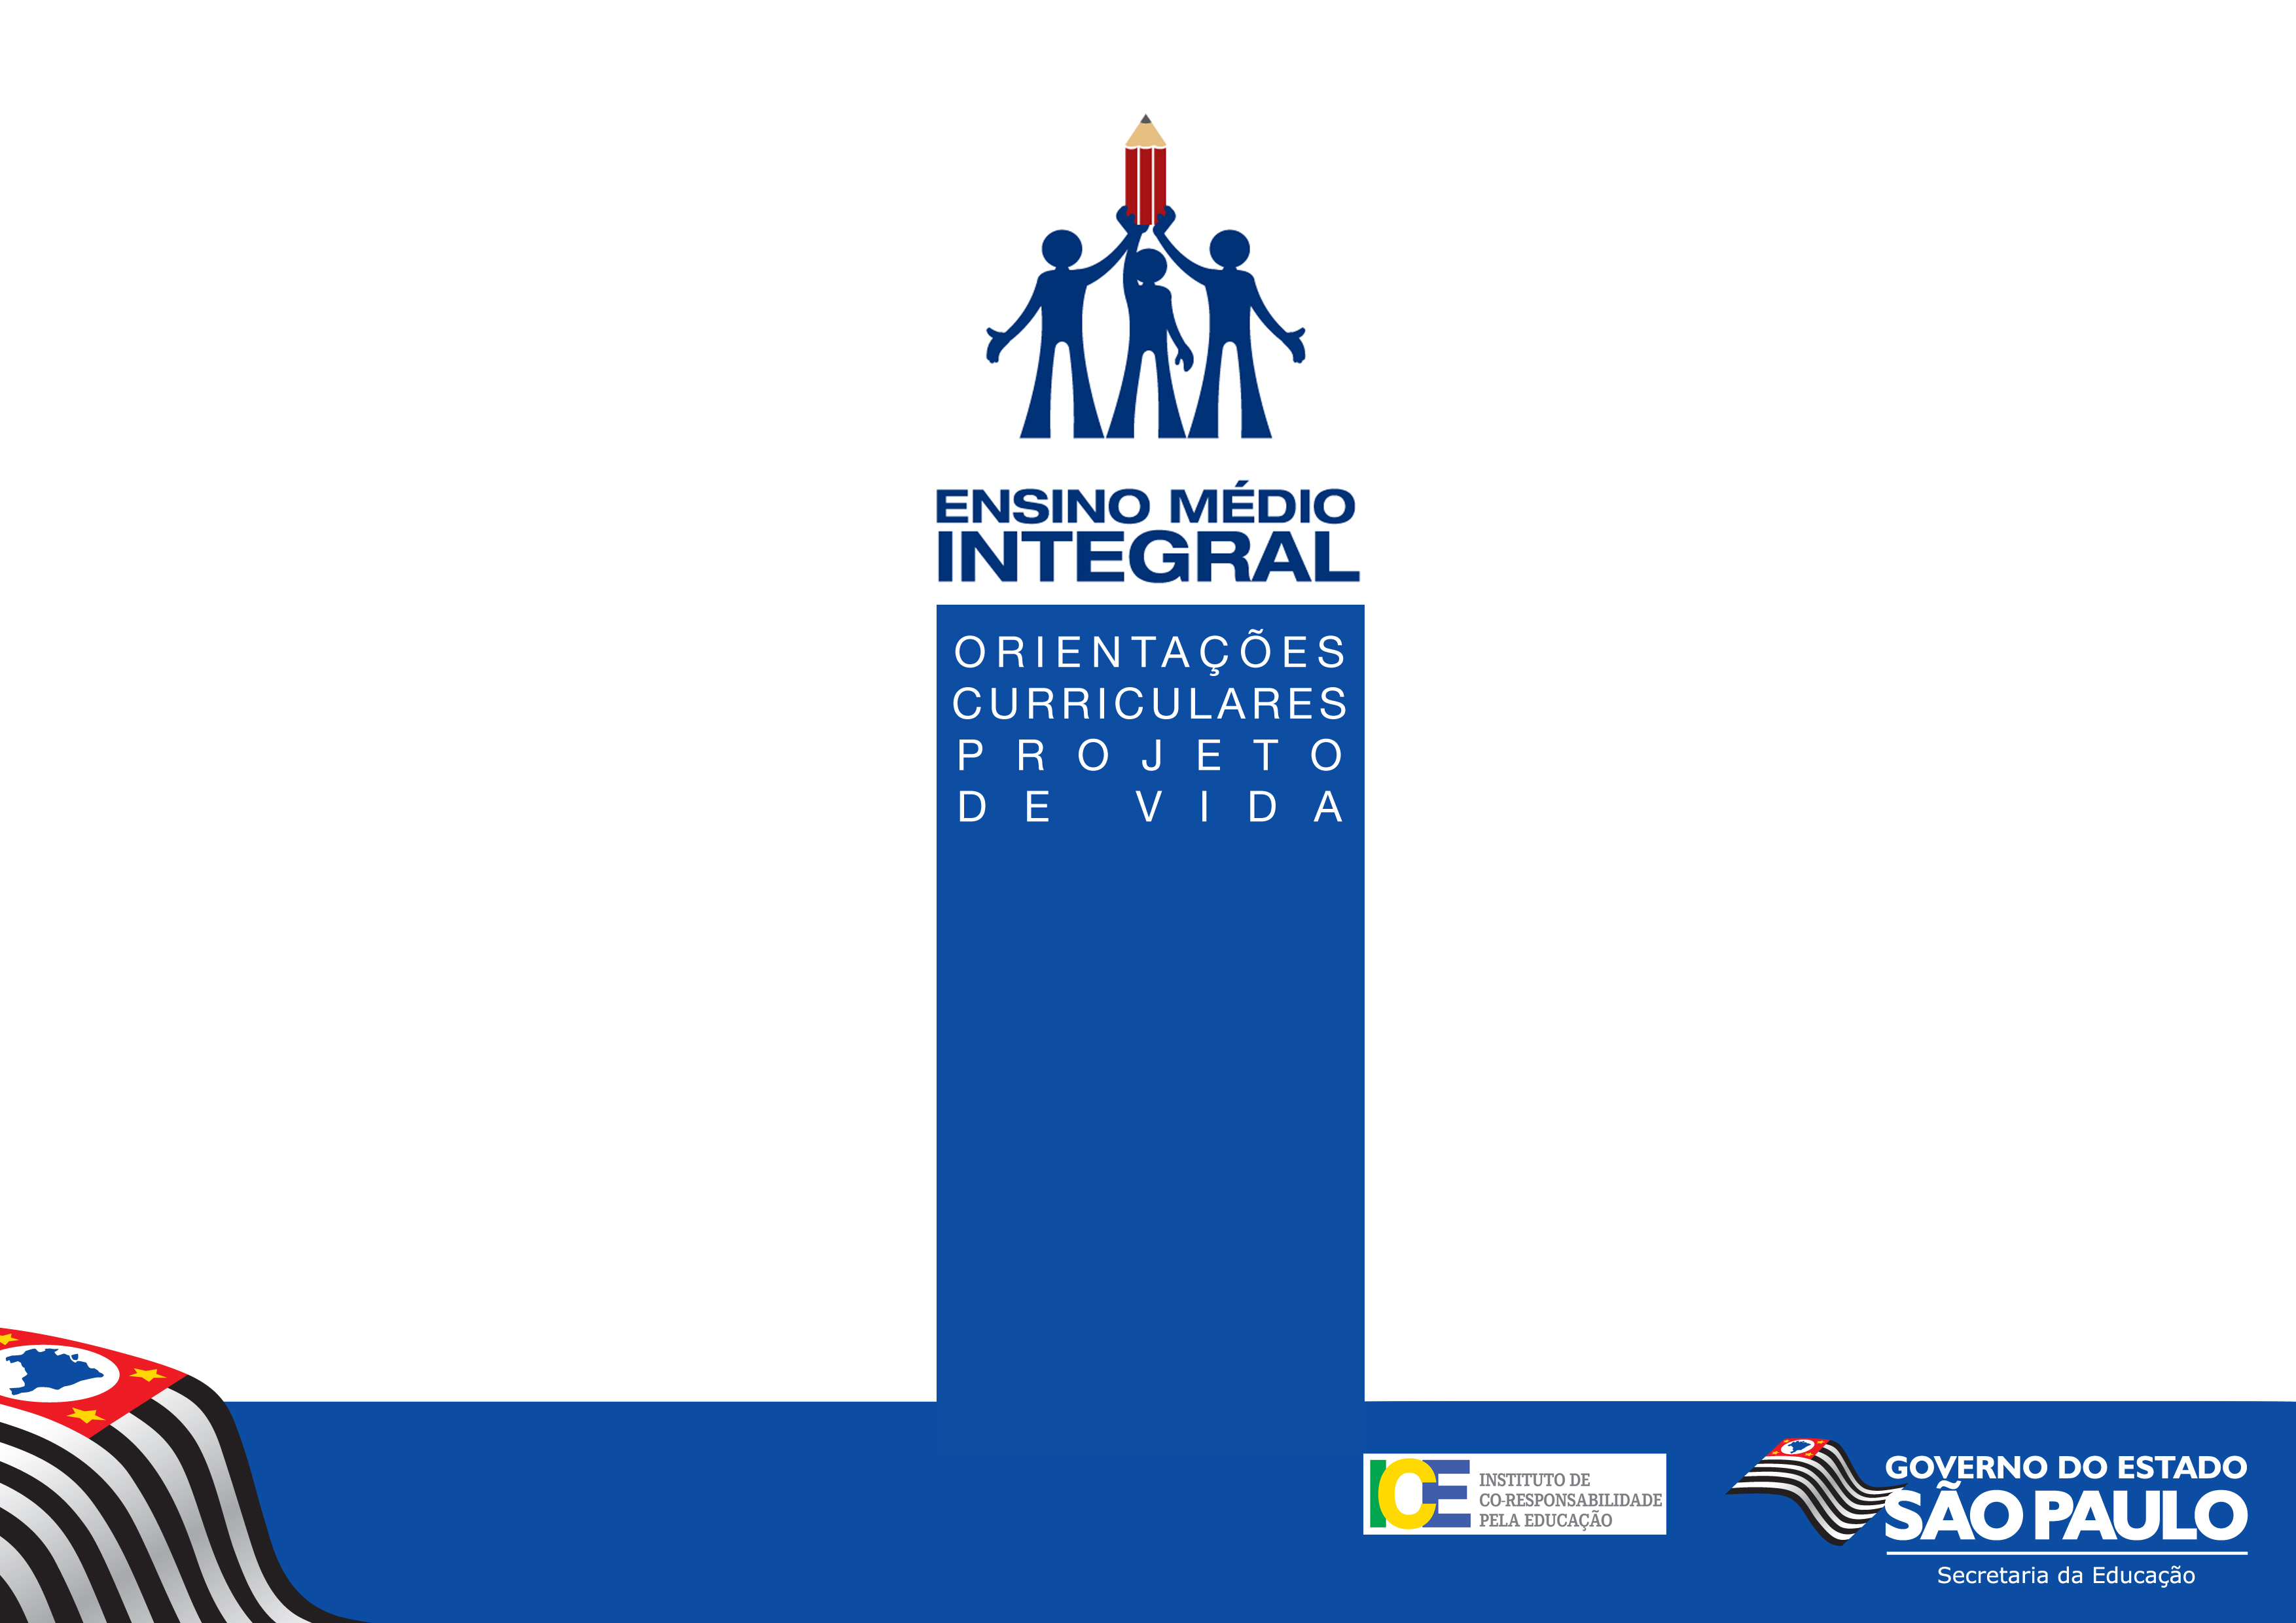 ENSINO MÉDIO
INTEGRAL
ORIENTAÇÕES
CURRICULARES
PROJETO
DE VIDA
ICE
INSTITUTO DE
CO-RESPONSABILIDADE
PELA EDUCAÇÃO
GOVERNO DO ESTADO
SÃO PAULO
Secretaria da Educação